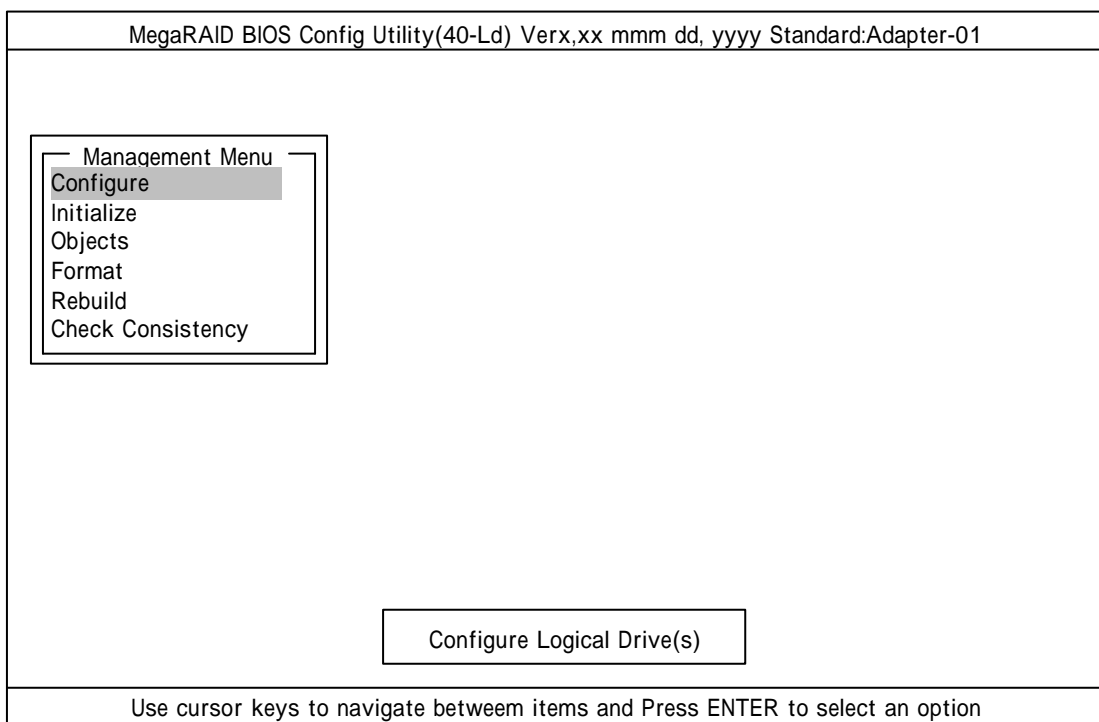 MegaRAID BIOS Config Utility(40-Ld) Verx,xx mmm dd, yyyy Standard:Adapter-01
Management Menu
Configure
Initialize
Objects
Format
Rebuild
Check Consistency
Configure Logical Drive(s)
Use cursor keys to navigate betweem items and Press ENTER to select an option